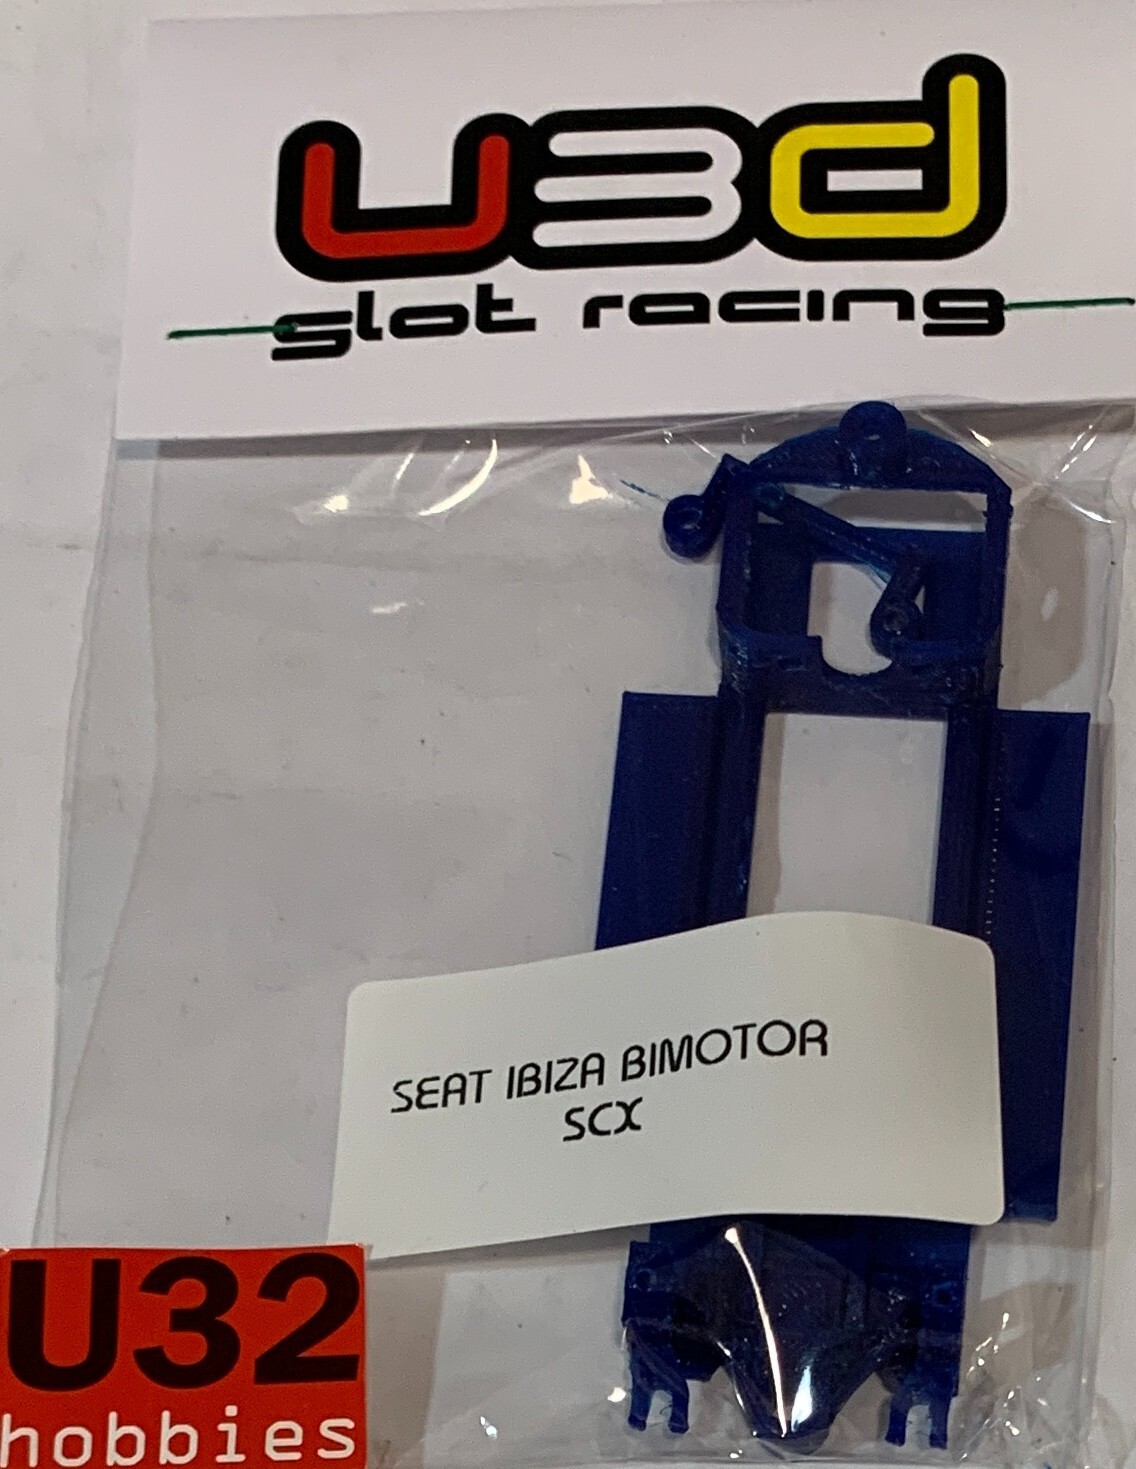 u3d
slot racing
SEAT IBIZA BIMOTOR
SCX
U32
hobbies